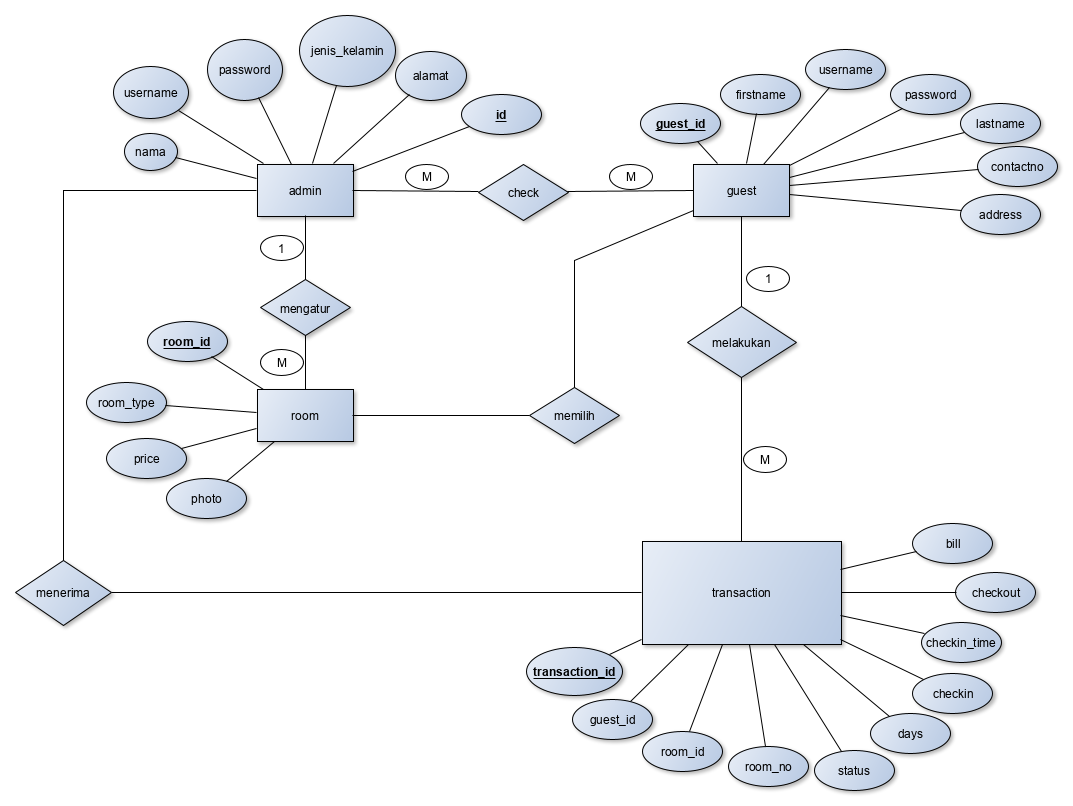 jenis_kelamin
password
alamat
username
id
nama
admin
M
check
M
username
firstname
password
guest_id
lastname
contactno
guest
address
1
mengatur
M
1
melakukan
room_id
room_type
room
price
photo
memilih
M
menerima
transaction
bill
checkout
checkin_time
checkin
transaction_id
guest_id
room_id
room_no
status
days